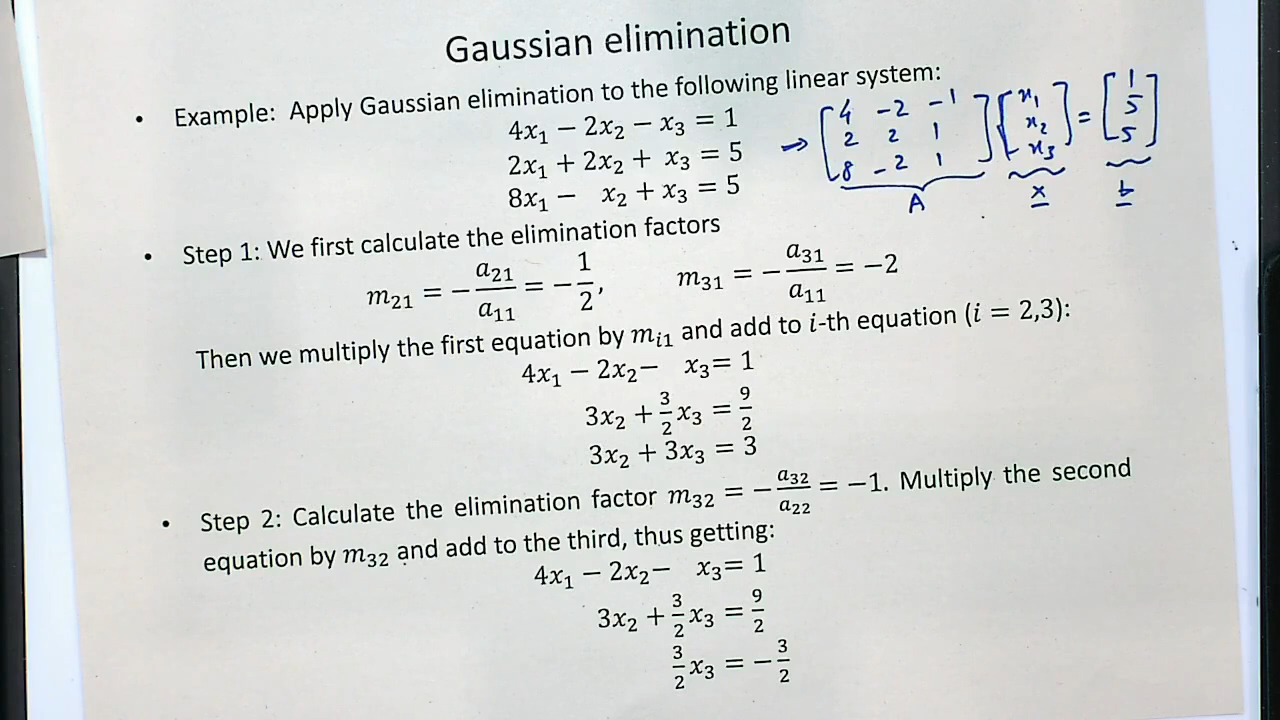 Gaussian elimination
• Example: Apply Gaussian elimination to the following linear system:
4x₁ − 2x₂ − x₃ = 1
2x₁ + 2x₂ + x₃ = 5
8x₁ − x₂ + x₃ = 5
→ [4 −2 −1; 2 2 1; 8 −2 1] [x₁; x₂; x₃] = [1; 5; 5]
A x b
• Step 1: We first calculate the elimination factors
m₂₁ = −a₂₁/a₁₁ = −1/2, m₃₁ = −a₃₁/a₁₁ = −2
Then we multiply the first equation by mᵢ₁ and add to i-th equation (i = 2,3):
4x₁ − 2x₂− x₃= 1
3x₂ + 3/2 x₃ = 9/2
3x₂ + 3x₃ = 3
• Step 2: Calculate the elimination factor m₃₂ = −a₃₂/a₂₂ = −1. Multiply the second
equation by m₃₂ and add to the third, thus getting:
4x₁ − 2x₂− x₃= 1
3x₂ + 3/2 x₃ = 9/2
3/2 x₃ = −3/2